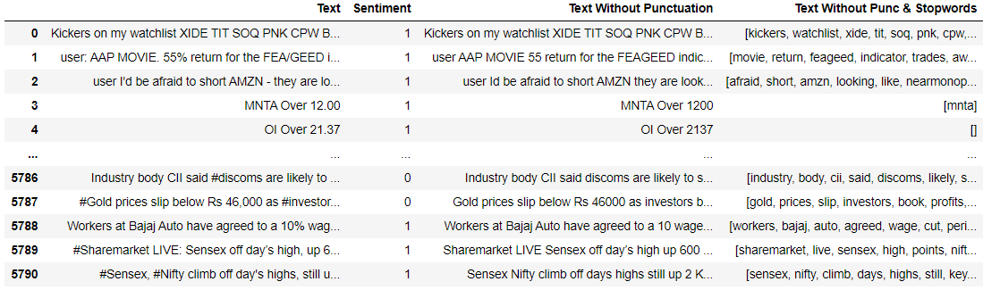 Text Sentiment Text Without Punctuation Text Without Punc & Stopwords
0 Kickers on my watchlist XIDE TIT SOQ PNK CPW B... 1 Kickers on my watchlist XIDE TIT SOQ PNK CPW B... [kickers, watchlist, xide, tit, soq, pnk, cpw,...
1 user: AAP MOVIE. 55% return for the FEA/GEED i... 1 user AAP MOVIE 55 return for the FEAGEED indic... [movie, return, feageed, indicator, trades, aw...
2 user I'd be afraid to short AMZN - they are lo... 1 user Id be afraid to short AMZN they are look... [afraid, short, amzn, looking, like, nearmonop...
3 MNTA Over 12.00 1 MNTA Over 1200 [mnta]
4 OI Over 21.37 1 OI Over 2137 []
... ... ... ... ...
5786 Industry body CII said #discoms are likely to ... 0 Industry body CII said discoms are likely to s... [industry, body, cii, said, discoms, likely, s...
5787 #Gold prices slip below Rs 46,000 as #investor... 0 Gold prices slip below Rs 46000 as investors b... [gold, prices, slip, investors, book, profits,...
5788 Workers at Bajaj Auto have agreed to a 10% wag... 1 Workers at Bajaj Auto have agreed to a 10 wage... [workers, bajaj, auto, agreed, wage, cut, peri...
5789 #Sharemarket LIVE: Sensex off day’s high, up 6... 1 Sharemarket LIVE Sensex off day’s high up 600 ... [sharemarket, live, sensex, high, points, nift...
5790 #Sensex, #Nifty climb off day's highs, still u... 1 Sensex Nifty climb off days highs still up 2 K... [sensex, nifty, climb, days, highs, still, key...